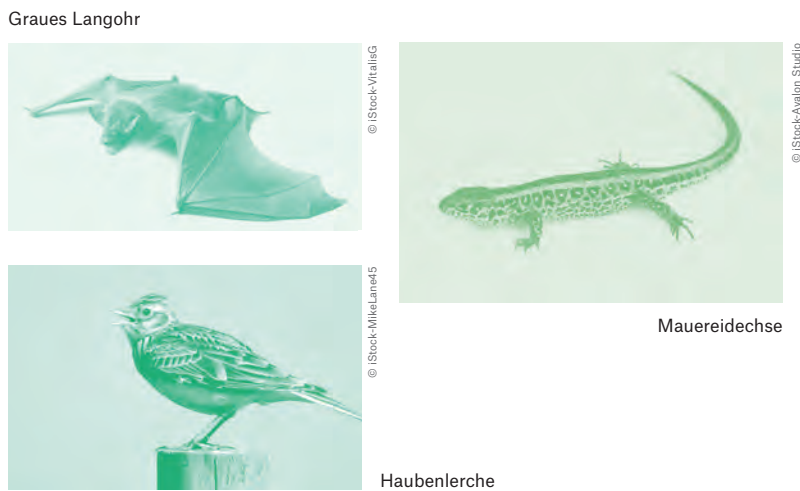 Graues Langohr
© iStock-VitalisG
© iStock-Avalon Studio
Mauereidechse
© iStock-MikeLane45
Haubenlerche